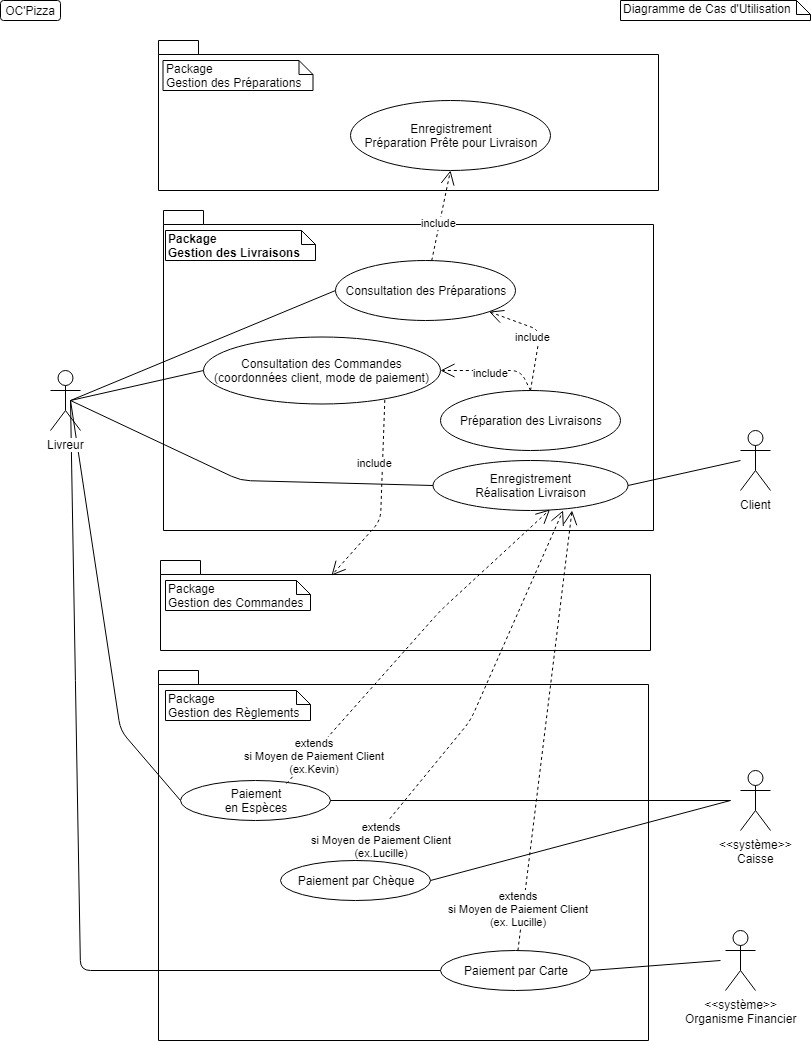 OC'Pizza
Diagramme de Cas d'Utilisation
Package
Gestion des Préparations
Enregistrement
Préparation Prête pour Livraison
include
Package
Gestion des Livraisons
Consultation des Préparations
include
Consultation des Commandes
(coordonnées client, mode de paiement)
include
Préparation des Livraisons
Livreur
include
Enregistrement
Réalisation Livraison
Client
Package
Gestion des Commandes
Package
Gestion des Règlements
extends
si Moyen de Paiement Client
(ex.Kevin)
Paiement
en Espèces
extends
si Moyen de Paiement Client
(ex.Lucille)
<<système>>
Caisse
Paiement par Chèque
extends
si Moyen de Paiement Client
(ex. Lucille)
Paiement par Carte
<<système>>
Organisme Financier